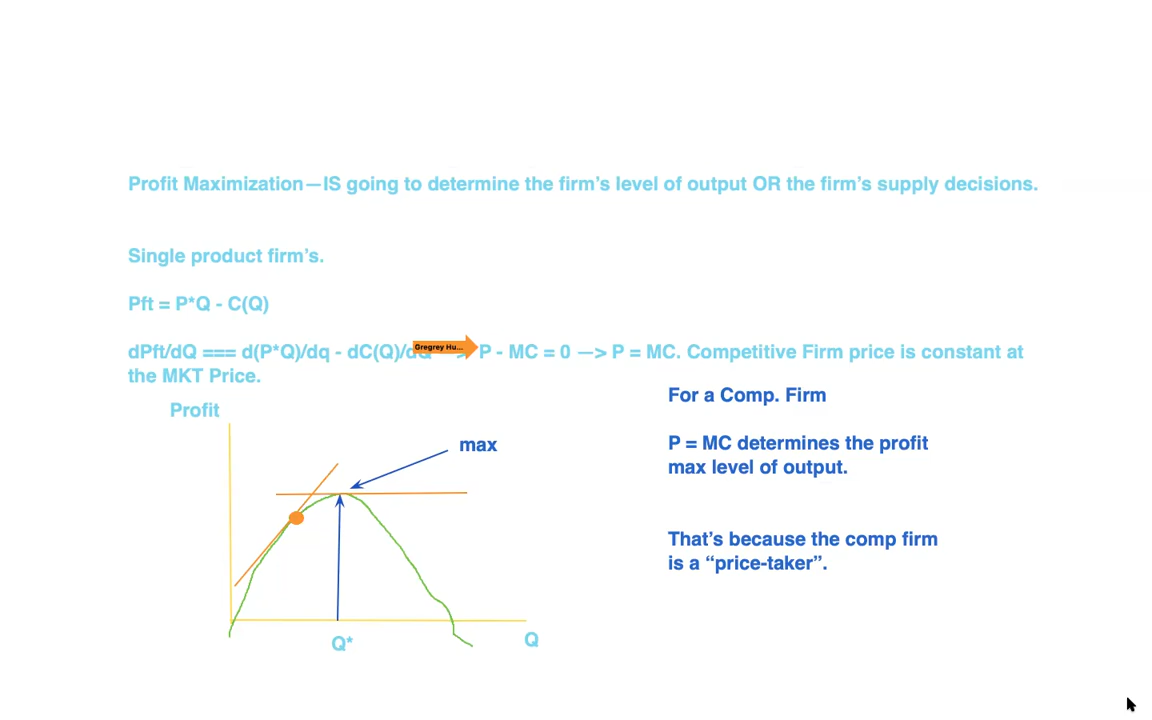 Profit Maximization—IS going to determine the firm's level of output OR the firm's supply decisions.
Single product firm's.
Pft = P*Q - C(Q)
dPft/dQ === d(P*Q)/dq - dC(Q)/dQ > P - MC = 0 —> P = MC. Competitive Firm price is constant at
Gregrey Hu...
the MKT Price.
Profit
max
Q*
Q
For a Comp. Firm
P = MC determines the profit
max level of output.
That's because the comp firm
is a “price-taker”.